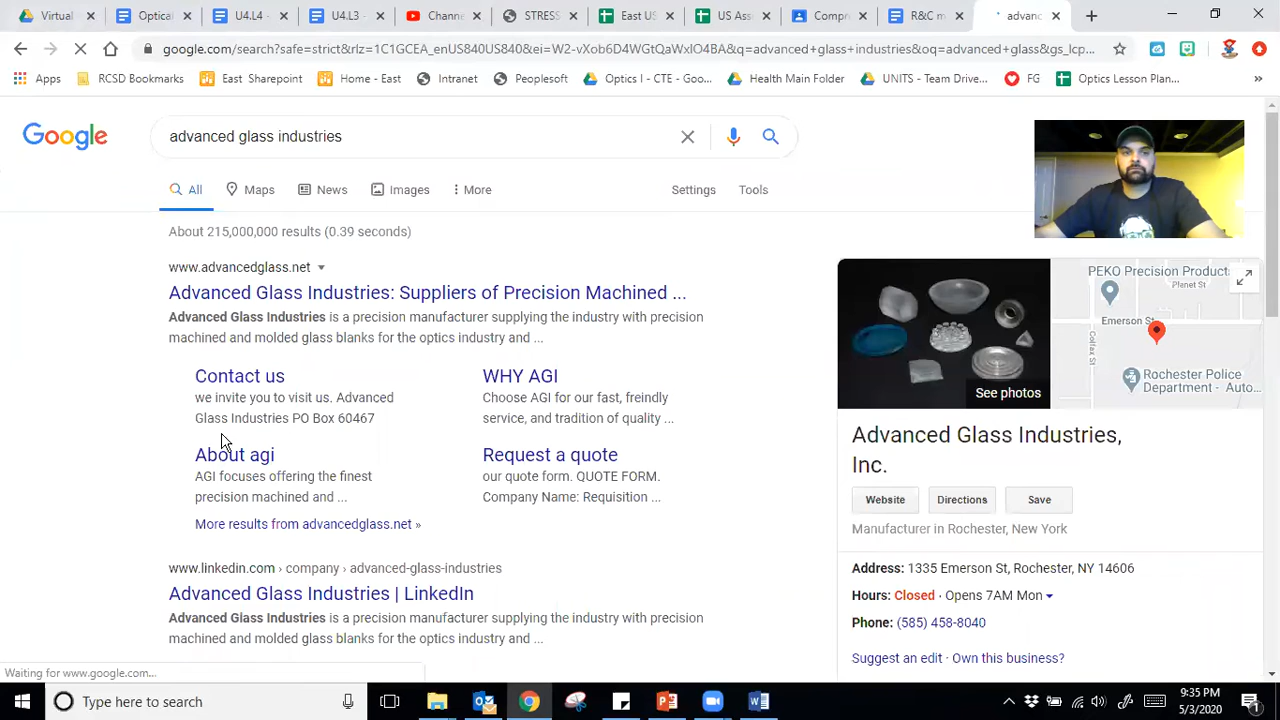 Virtual
Optical
U4.L4 -
U4.L3 -
Channe
STRESS
East US
US Ass
Compr
R&C m
advanc
google.com/search?safe=strict&rlz=1C1GCEA_enUS840US840&ei=W2-vXob6D4WGtQaWxIO4BA&q=advanced+glass+industries&oq=advanced+glass&gs_lcp...
Apps
RCSD Bookmarks
East Sharepoint
Home - East
Intranet
Peoplesoft
Optics I - CTE - Goo...
Health Main Folder
UNITS - Team Drive...
FG
Optics Lesson Plan...
Google
advanced glass industries
All
Maps
News
Images
More
Settings
Tools
About 215,000,000 results (0.39 seconds)
www.advancedglass.net
Advanced Glass Industries: Suppliers of Precision Machined ...
Advanced Glass Industries is a precision manufacturer supplying the industry with precision
machined and molded glass blanks for the optics industry and ...
Contact us
we invite you to visit us. Advanced
Glass Industries PO Box 60467
WHY AGI
Choose AGI for our fast, freindly
service, and tradition of quality ...
About agi
AGI focuses offering the finest
precision machined and ...
Request a quote
our quote form. QUOTE FORM.
Company Name: Requisition ...
More results from advancedglass.net »
www.linkedin.com › company › advanced-glass-industries
Advanced Glass Industries | LinkedIn
Advanced Glass Industries is a precision manufacturer supplying the industry with precision
machined and molded glass blanks for the optics industry and ...
See photos
PEKO Precision Product
Planet St
Emerson St
Colfax St
Rochester Police
Department - Auto...
Advanced Glass Industries,
Inc.
Website
Directions
Save
Manufacturer in Rochester, New York
Address: 1335 Emerson St, Rochester, NY 14606
Hours: Closed · Opens 7AM Mon
Phone: (585) 458-8040
Suggest an edit · Own this business?
Waiting for www.google.com...
Type here to search
9:35 PM
5/3/2020
1